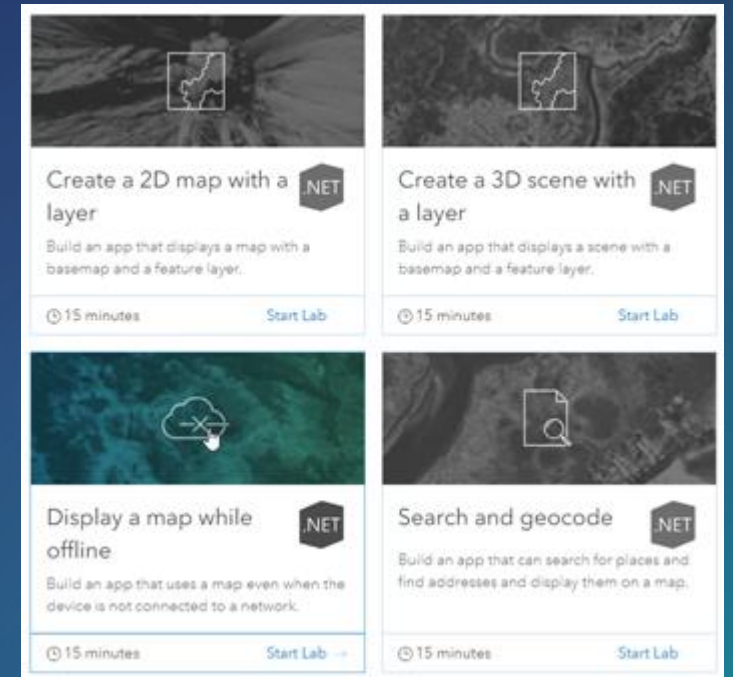 Create a 2D map with a
layer
.NET
Build an app that displays a map with a
basemap and a feature layer.
15 minutes
Start Lab
Create a 3D scene with
a layer
.NET
Build an app that displays a scene with a
basemap and a feature layer.
15 minutes
Start Lab
Display a map while
offline
.NET
Build an app that uses a map even when the
device is not connected to a network.
15 minutes
Start Lab →
Search and geocode
.NET
Build an app that can search for places and
find addresses and display them on a map.
15 minutes
Start Lab